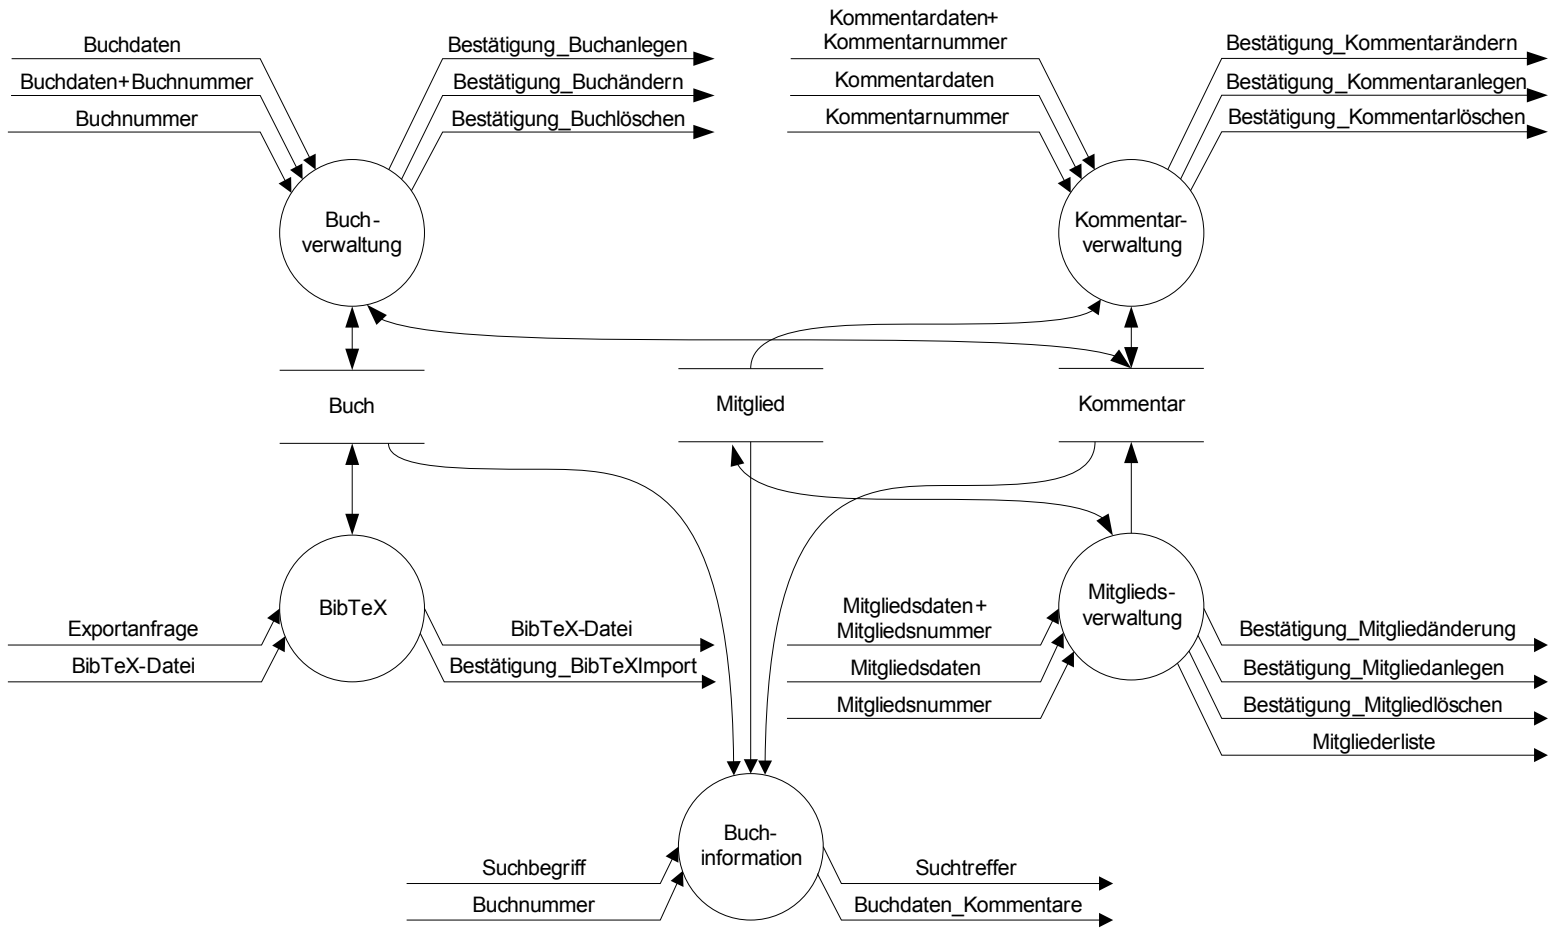 Buchdaten
Buchdaten+Buchnummer
Buchnummer
Bestätigung_Buchanlegen
Bestätigung_Buchändern
Bestätigung_Buchlöschen
Buch-
verwaltung
Kommentardaten+
Kommentarnummer
Kommentardaten
Kommentarnummer
Bestätigung_Kommentarändern
Bestätigung_Kommentaranlegen
Bestätigung_Kommentarlöschen
Kommentar-
verwaltung
Buch
Mitglied
Kommentar
BibTeX
Exportanfrage
BibTeX-Datei
BibTeX-Datei
Bestätigung_BibTeXImport
Mitglieds-
verwaltung
Mitgliedsdaten+
Mitgliedsnummer
Mitgliedsdaten
Mitgliedsnummer
Bestätigung_Mitgliedänderung
Bestätigung_Mitgliedanlegen
Bestätigung_Mitgliedlöschen
Mitgliederliste
Buch-
information
Suchbegriff
Buchnummer
Suchtreffer
Buchdaten_Kommentare